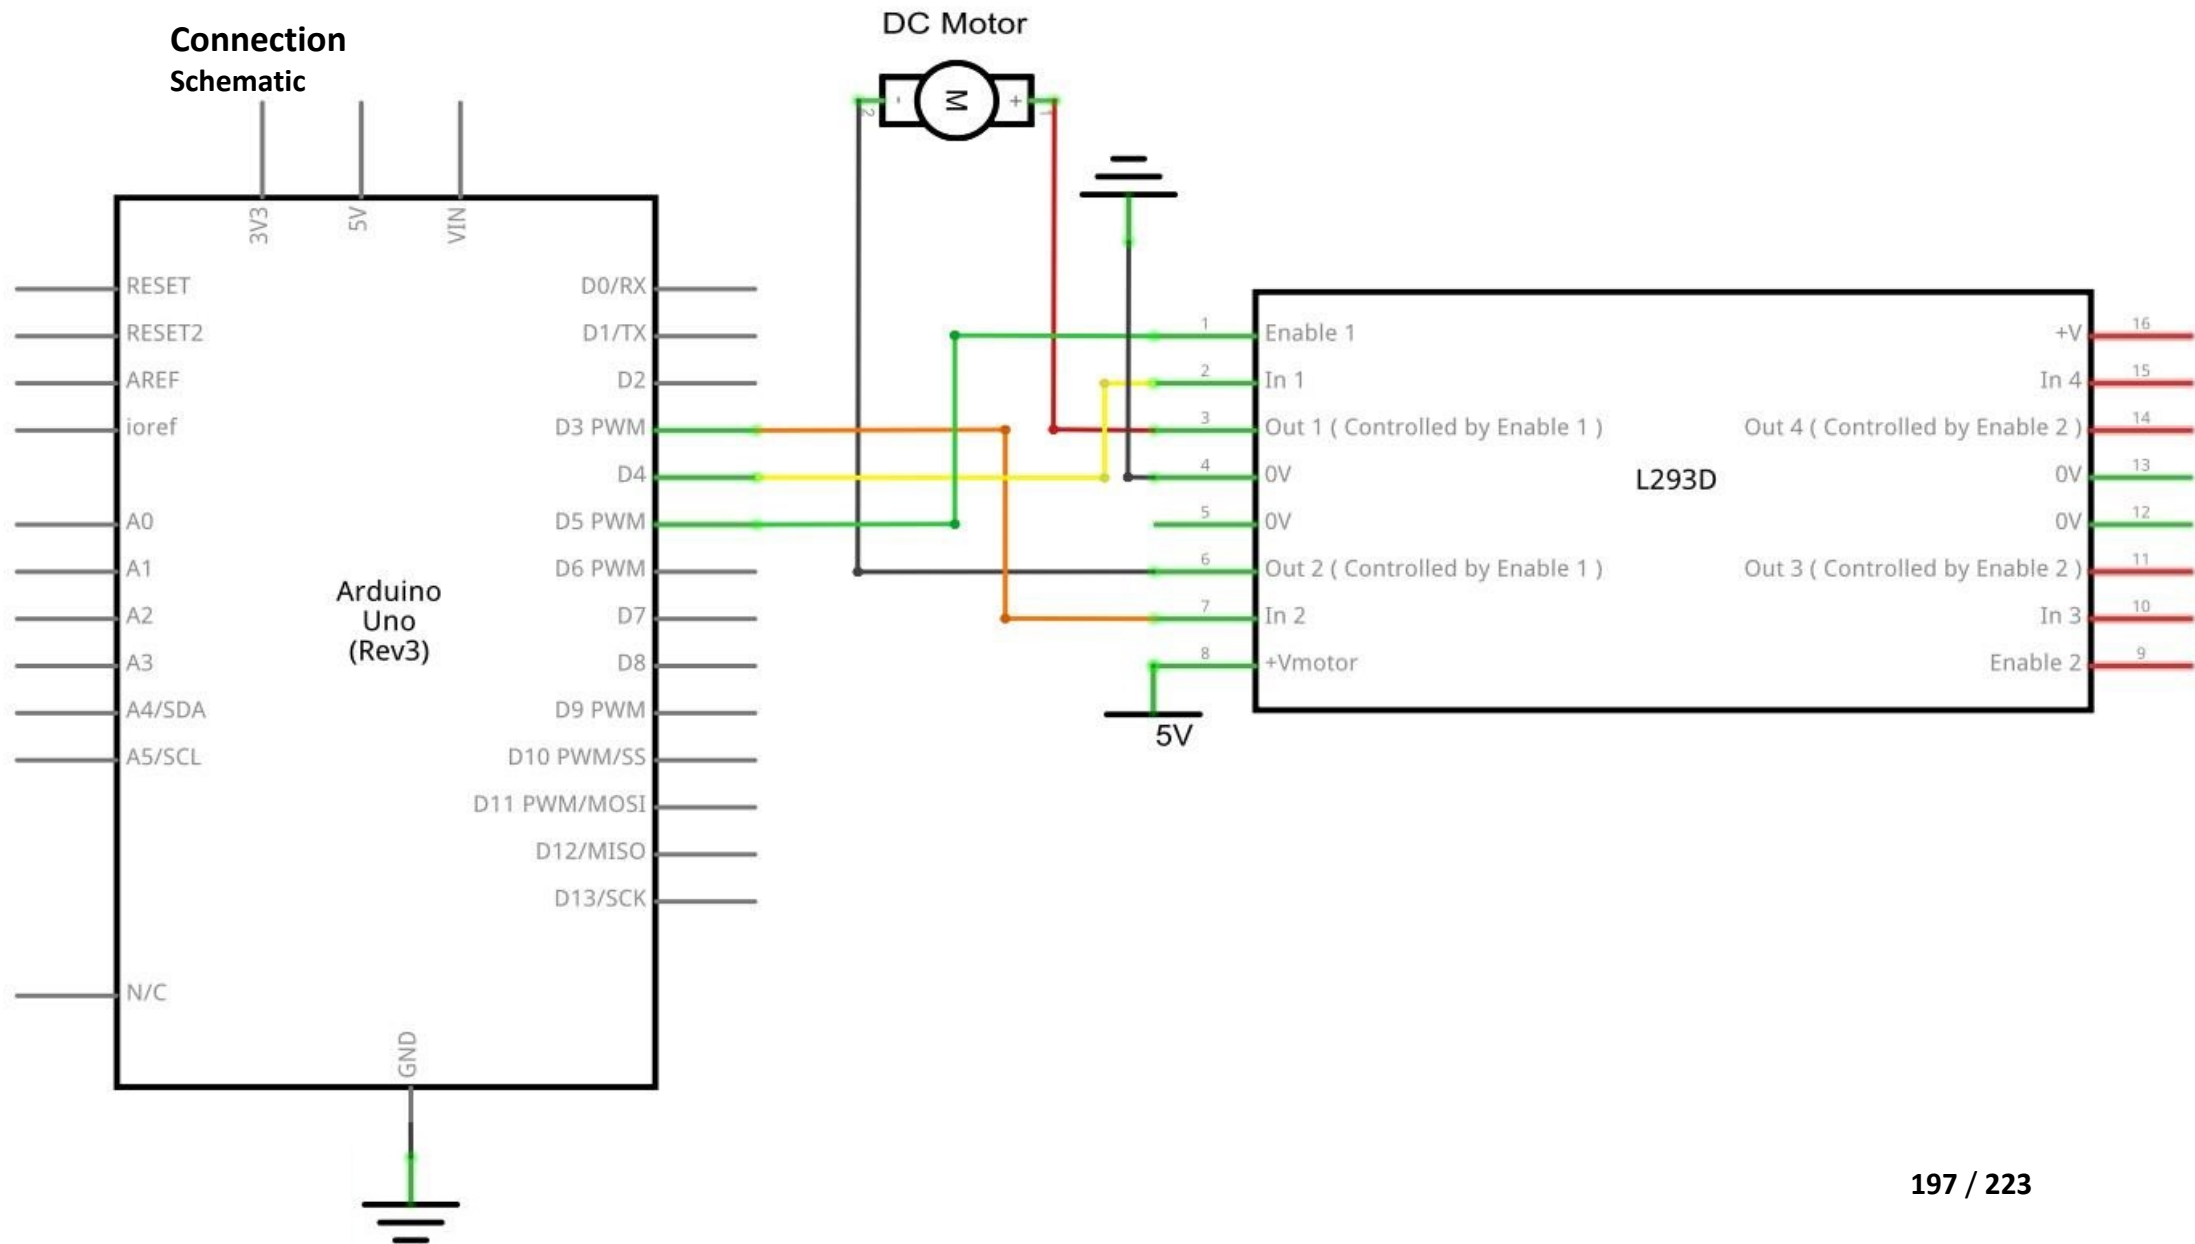 Connection
Schematic
DC Motor
- M +
2 1
3V3 5V VIN
RESET
RESET2
AREF
ioref
A0
A1
A2
A3
A4/SDA
A5/SCL
N/C
Arduino
Uno
(Rev3)
D0/RX
D1/TX
D2
D3 PWM
D4
D5 PWM
D6 PWM
D7
D8
D9 PWM
D10 PWM/SS
D11 PWM/MOSI
D12/MISO
D13/SCK
GND
1 Enable 1
2 In 1
3 Out 1 ( Controlled by Enable 1 )
4 0V
5 0V
6 Out 2 ( Controlled by Enable 1 )
7 In 2
8 +Vmotor
5V
L293D
+V 16
In 4 15
Out 4 ( Controlled by Enable 2 ) 14
0V 13
0V 12
Out 3 ( Controlled by Enable 2 ) 11
In 3 10
Enable 2 9
197 / 223